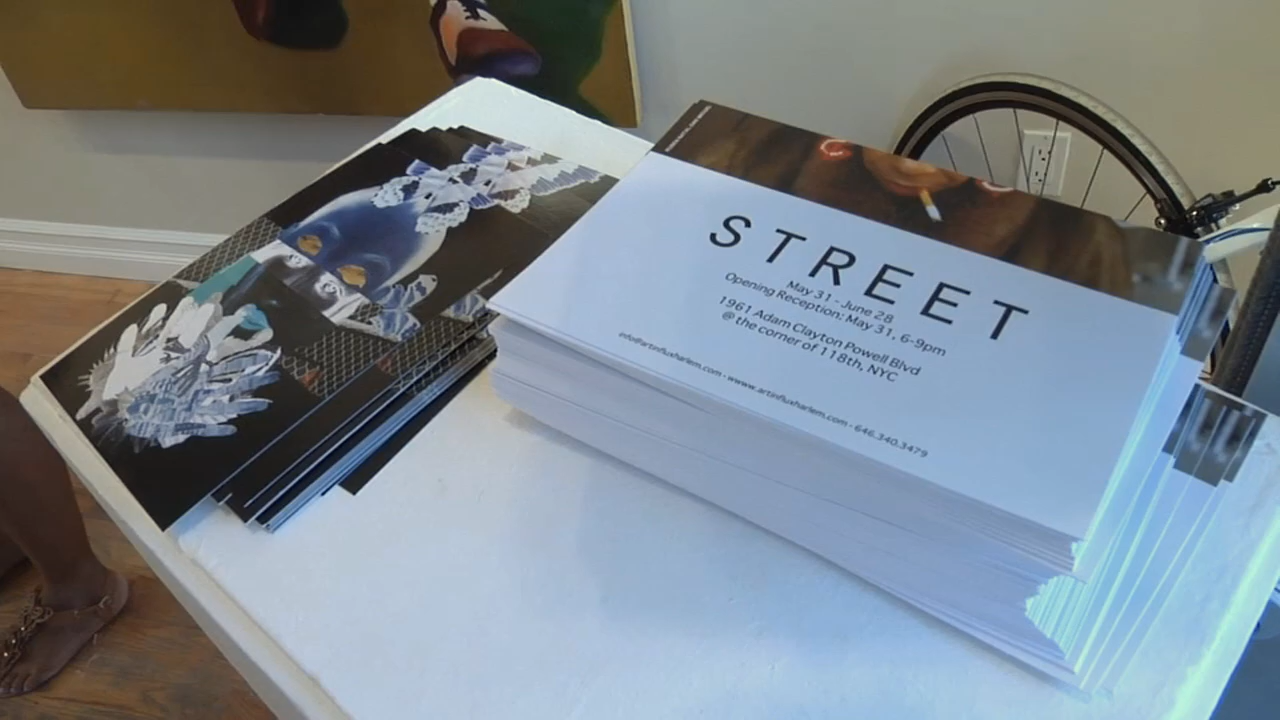 STREET
May 31 - June 28
Opening Reception: May 31, 6-9pm
1961 Adam Clayton Powell Blvd
@ the corner of 118th, NYC
info@artinfluxharlem.com - www.artinfluxharlem.com - 646.340.3479